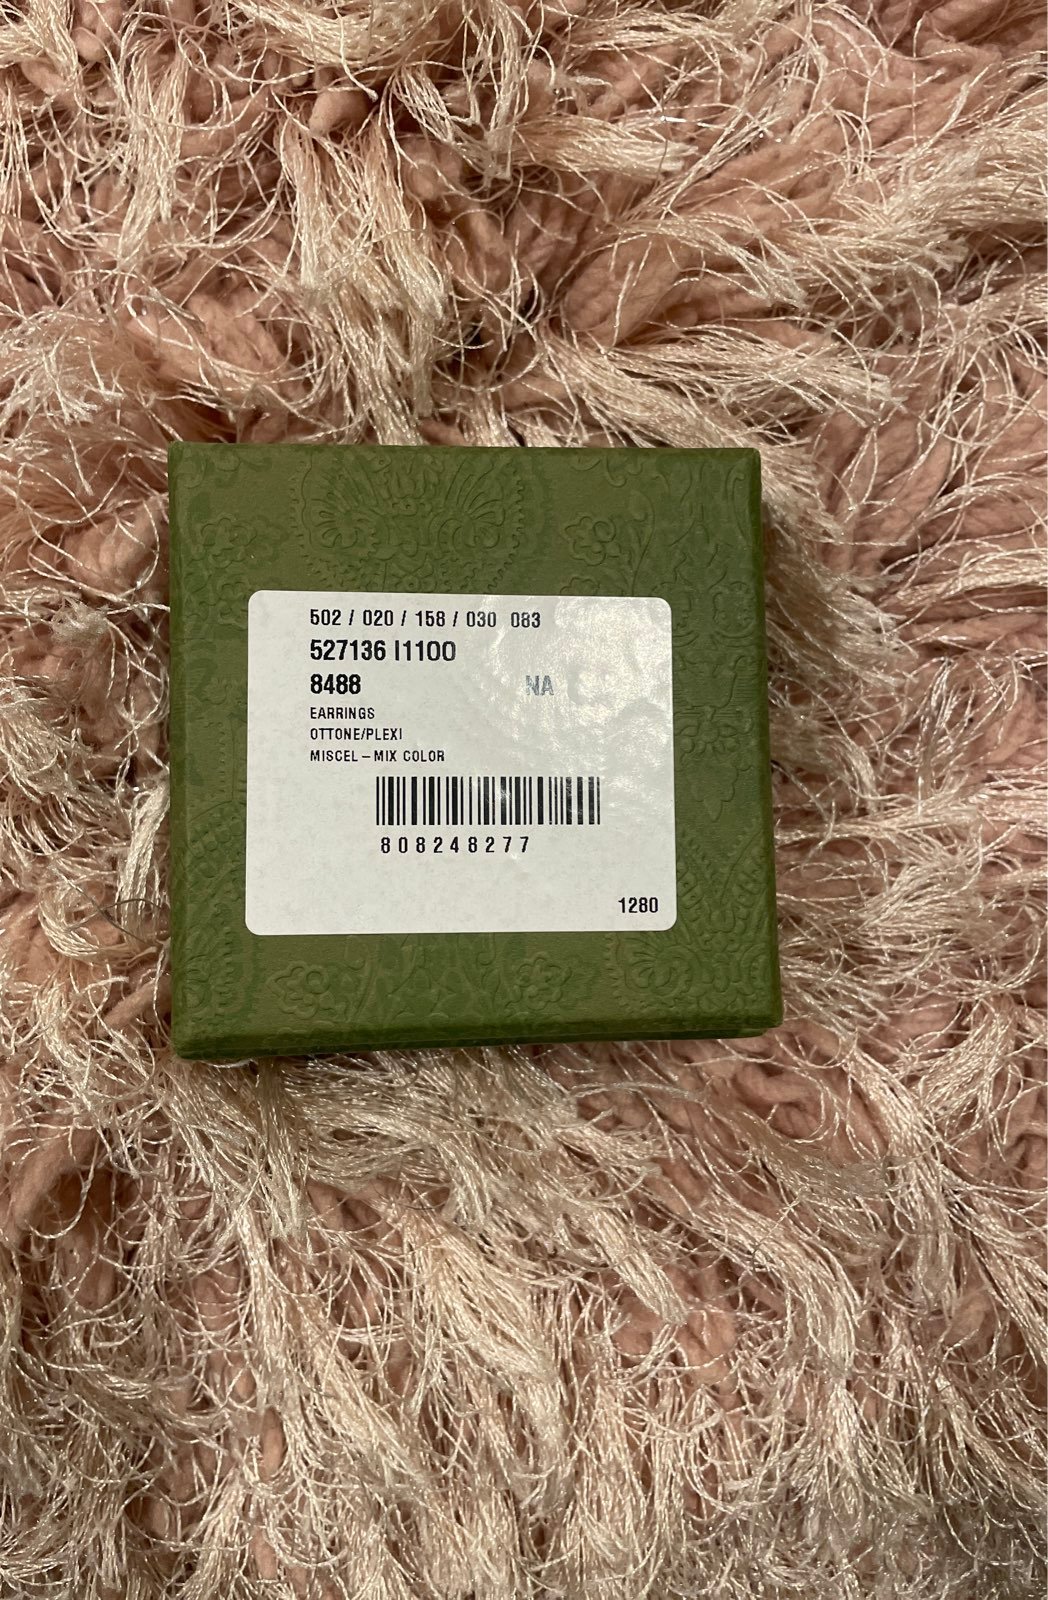 502 / 020 / 158 / 030 083
527136 I1100
8488 NA
EARRINGS
OTTONE/PLEXI
MISCEL-MIX COLOR
808248277
1280